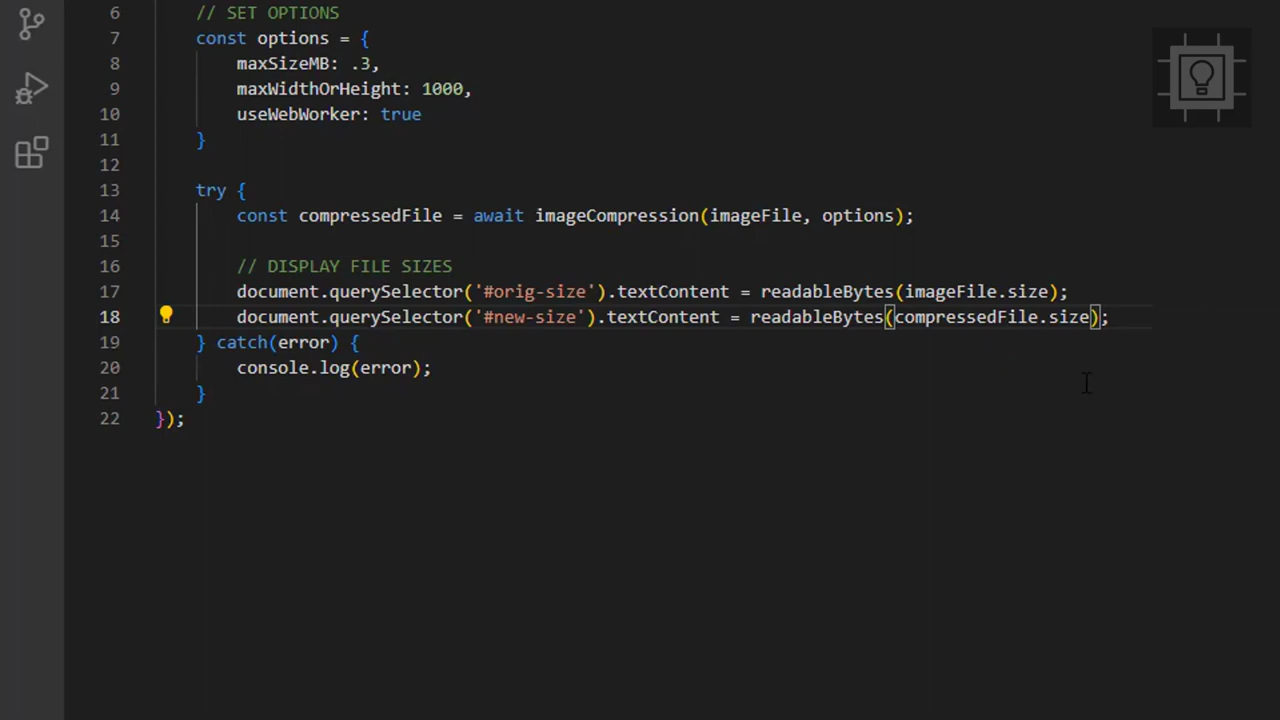 6 // SET OPTIONS
7 const options = {
8 maxSizeMB: .3,
9 maxWidthOrHeight: 1000,
10 useWebWorker: true
11 }
12
13 try {
14 const compressedFile = await imageCompression(imageFile, options);
15
16 // DISPLAY FILE SIZES
17 document.querySelector('#orig-size').textContent = readableBytes(imageFile.size);
18 document.querySelector('#new-size').textContent = readableBytes(compressedFile.size);
19 } catch(error) {
20 console.log(error);
21 }
22 });